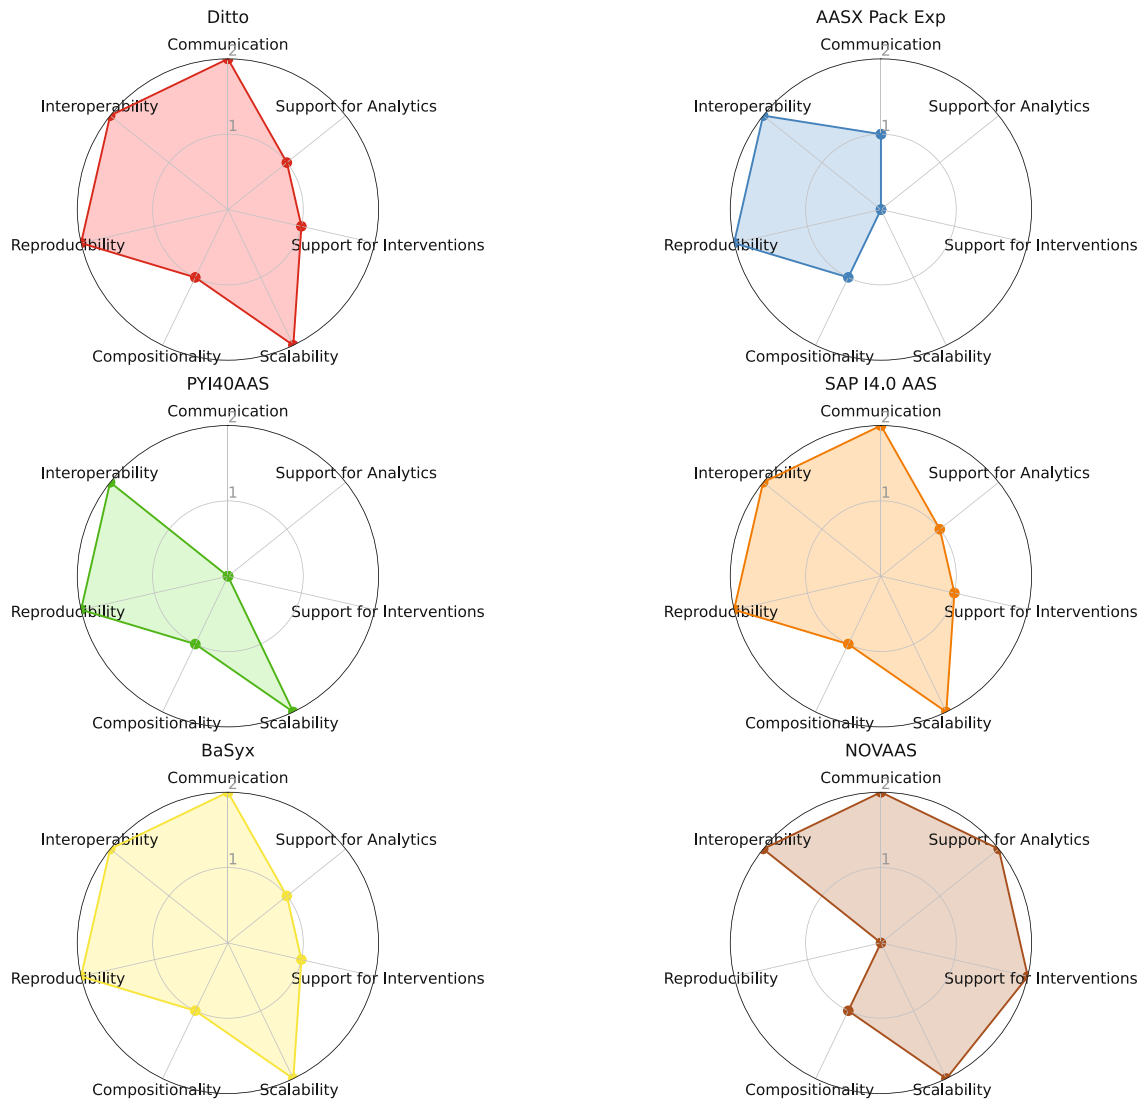 Ditto
Communication
2
Support for Analytics
Interoperability
1
Support for Interventions
Reproducibility
Compositionality
Scalability
AASX Pack Exp
Communication
2
Support for Analytics
Interoperability
1
Support for Interventions
Reproducibility
Compositionality
Scalability
PYI40AAS
Communication
2
Support for Analytics
Interoperability
1
Support for Interventions
Reproducibility
Compositionality
Scalability
SAP I4.0 AAS
Communication
2
Support for Analytics
Interoperability
1
Support for Interventions
Reproducibility
Compositionality
Scalability
BaSyx
Communication
2
Support for Analytics
Interoperability
1
Support for Interventions
Reproducibility
Compositionality
Scalability
NOVAAS
Communication
2
Support for Analytics
Interoperability
1
Support for Interventions
Reproducibility
Compositionality
Scalability